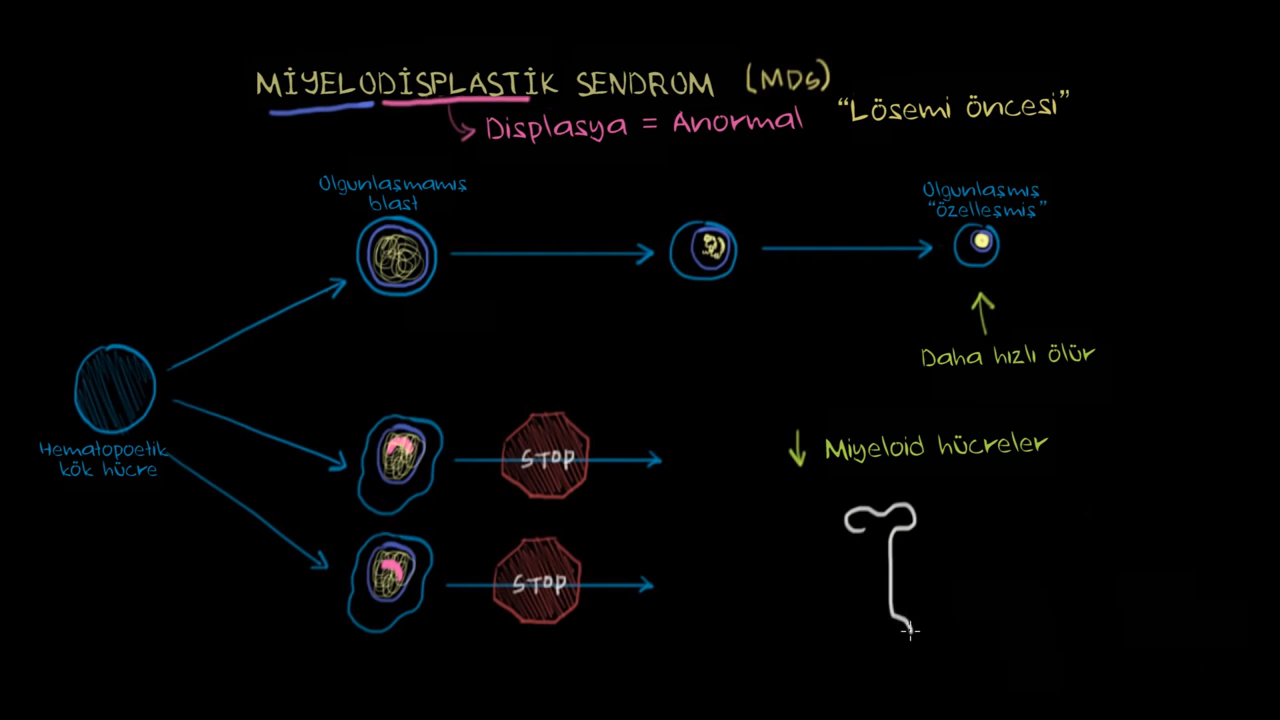 MİYELODİSPLASTİK SENDROM (MDS)
"Lösemi öncesi"
Displasya = Anormal
Olgunlaşmamış
blast
Olgunlaşmış
"özelleşmiş"
Daha hızlı ölür
Hematopoetik
kök hücre
STOP
↓ Miyeloid hücreler
STOP